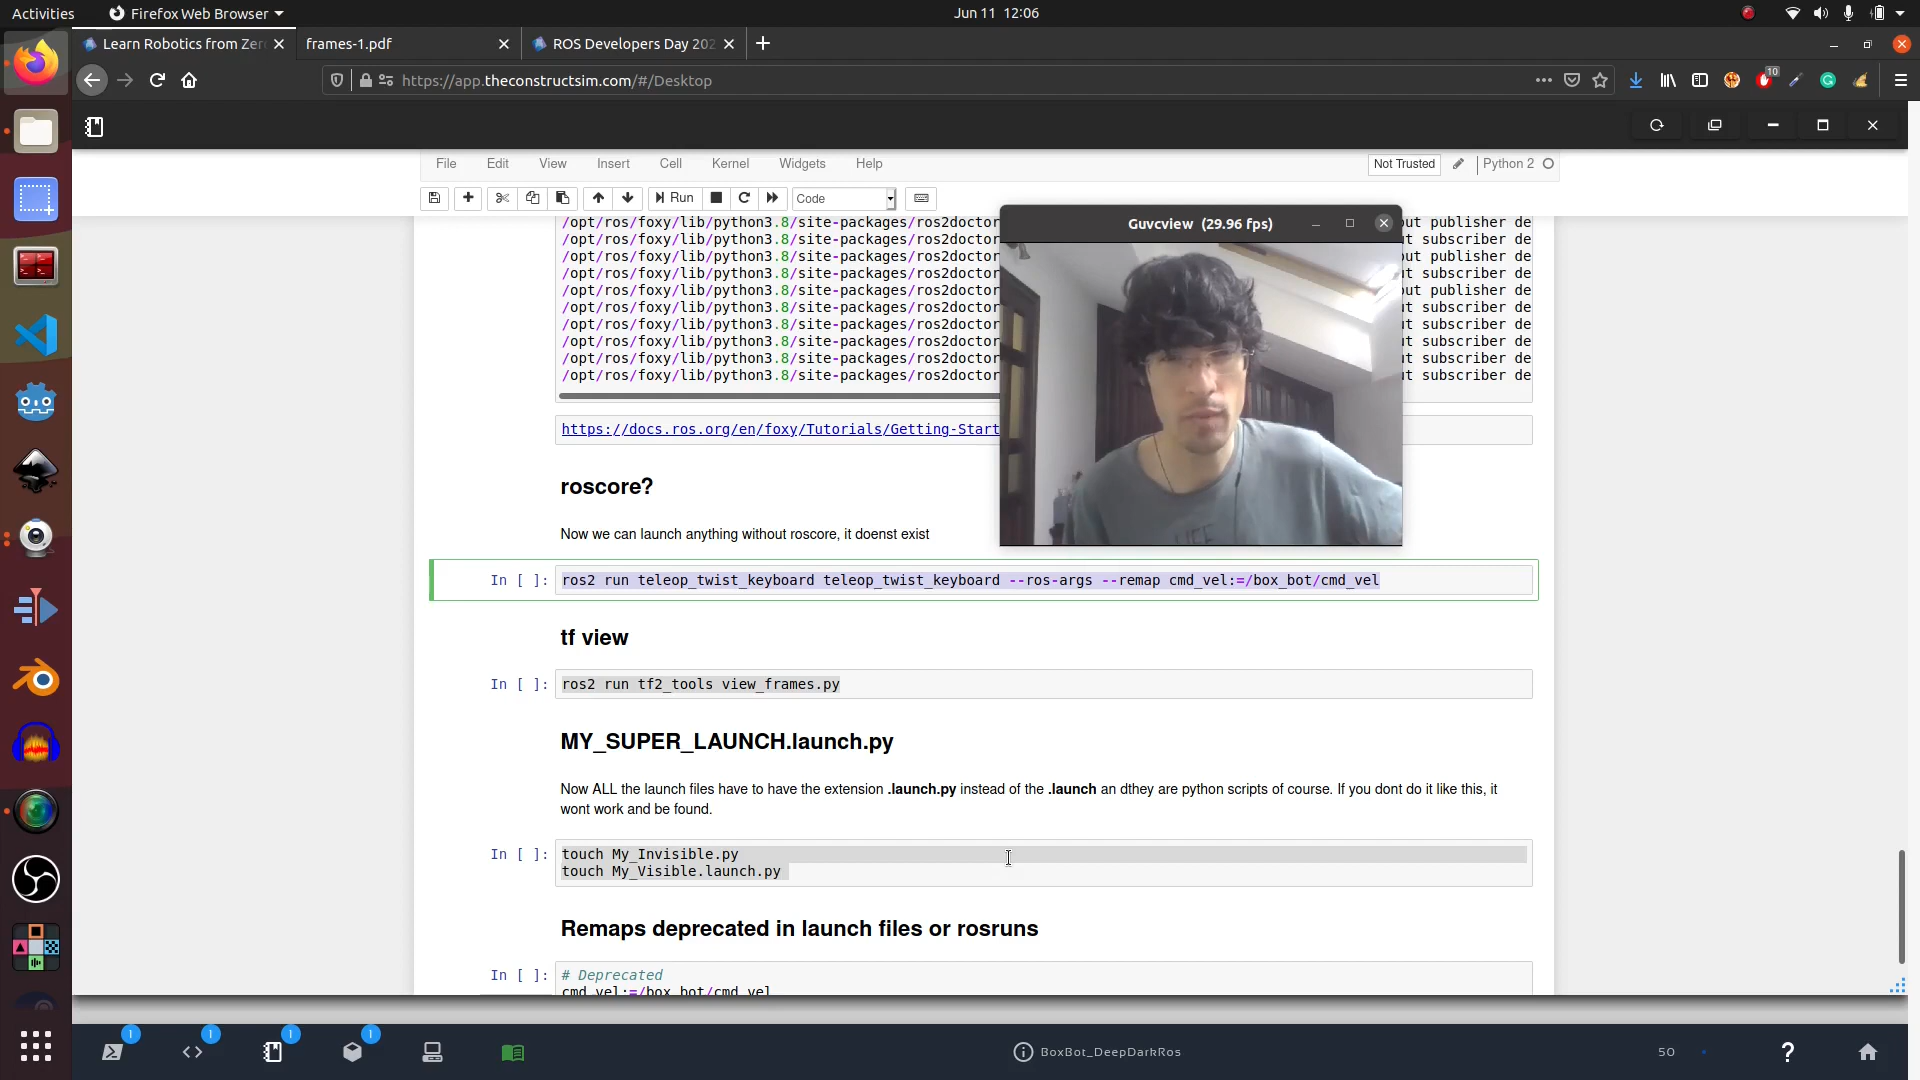 Activities
Firefox Web Browser
Jun 11 12:06
Learn Robotics from Zer
frames-1.pdf
ROS Developers Day 202
https://app.theconstructsim.com/#/Desktop
10
File Edit View Insert Cell Kernel Widgets Help
Not Trusted
Python 2
Run
Code
Guvcview (29.96 fps)
/opt/ros/foxy/lib/python3.8/site-packages/ros2doctor out publisher de
/opt/ros/foxy/lib/python3.8/site-packages/ros2doctor ut subscriber de
/opt/ros/foxy/lib/python3.8/site-packages/ros2doctor out publisher de
/opt/ros/foxy/lib/python3.8/site-packages/ros2doctor ut subscriber de
/opt/ros/foxy/lib/python3.8/site-packages/ros2doctor out publisher de
/opt/ros/foxy/lib/python3.8/site-packages/ros2doctor ut subscriber de
/opt/ros/foxy/lib/python3.8/site-packages/ros2doctor ut subscriber de
/opt/ros/foxy/lib/python3.8/site-packages/ros2doctor ut subscriber de
/opt/ros/foxy/lib/python3.8/site-packages/ros2doctor ut subscriber de
/opt/ros/foxy/lib/python3.8/site-packages/ros2doctor ut subscriber de
https://docs.ros.org/en/foxy/Tutorials/Getting-Start
roscore?
Now we can launch anything without roscore, it doenst exist
In [ ]: ros2 run teleop_twist_keyboard teleop_twist_keyboard --ros-args --remap cmd_vel:=/box_bot/cmd_vel
tf view
In [ ]: ros2 run tf2_tools view_frames.py
MY_SUPER_LAUNCH.launch.py
Now ALL the launch files have to have the extension .launch.py instead of the .launch an dthey are python scripts of course. If you dont do it like this, it
wont work and be found.
In [ ]: touch My_Invisible.py
touch My_Visible.launch.py
Remaps deprecated in launch files or rosruns
In [ ]: # Deprecated
cmd_vel:=/box_bot/cmd_vel
1
1
1
1
BoxBot_DeepDarkRos
50
?